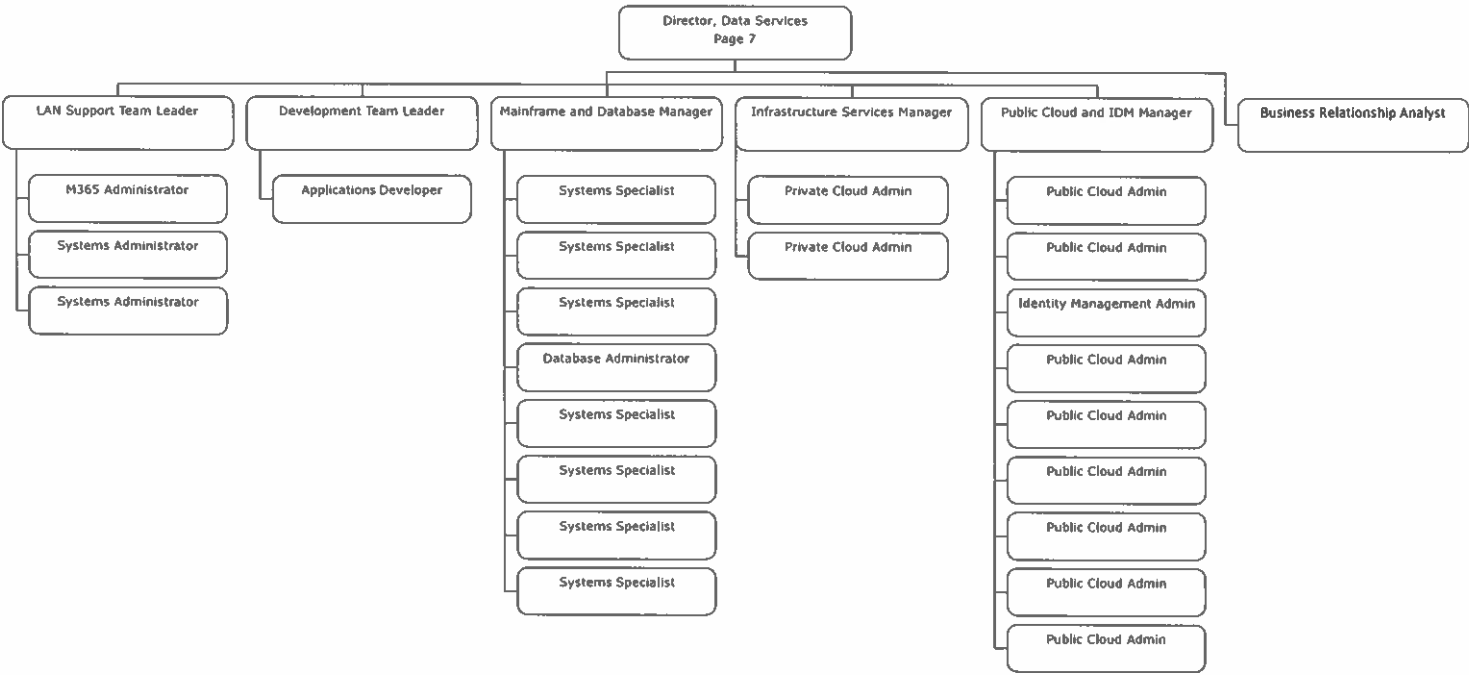 Director, Data Services
Page 7
LAN Support Team Leader
Development Team Leader
Mainframe and Database Manager
Infrastructure Services Manager
Public Cloud and IDM Manager
Business Relationship Analyst
M365 Administrator
Systems Administrator
Systems Administrator
Applications Developer
Systems Specialist
Systems Specialist
Systems Specialist
Database Administrator
Systems Specialist
Systems Specialist
Systems Specialist
Systems Specialist
Private Cloud Admin
Private Cloud Admin
Public Cloud Admin
Public Cloud Admin
Identity Management Admin
Public Cloud Admin
Public Cloud Admin
Public Cloud Admin
Public Cloud Admin
Public Cloud Admin
Public Cloud Admin